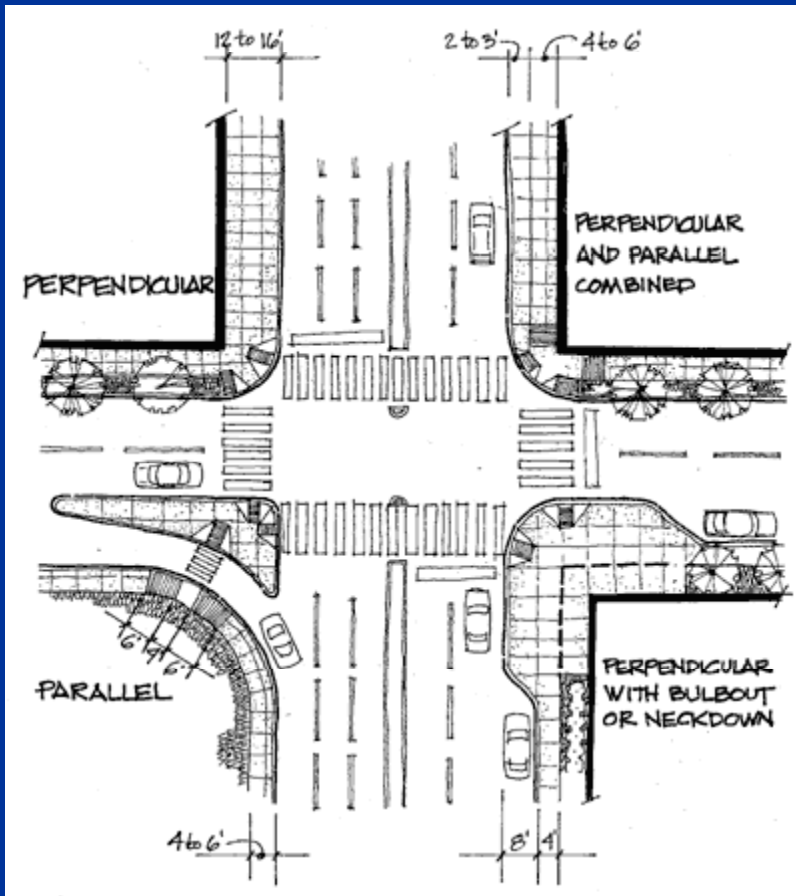 12 to 16'
2 to 3'
4 to 6'
PERPENDICULAR
AND PARALLEL
COMBINED
PERPENDICULAR
6'
4'
6'
PARALLEL
PERPENDICULAR
WITH BULBOUT
OR NECKDOWN
4 to 6'
8'
4'